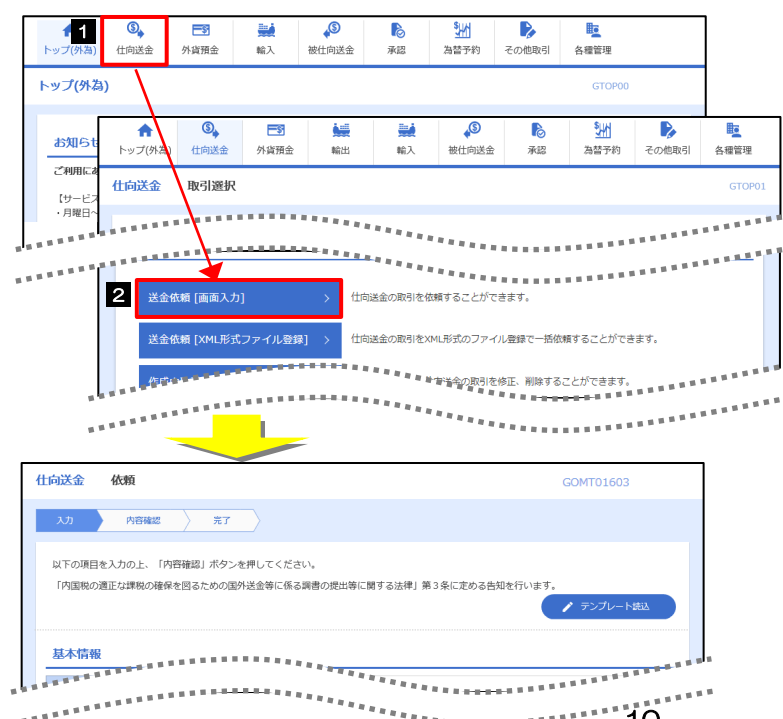 1
トップ(外為) 仕向送金 外貨預金 輸入 被仕向送金 承認 為替予約 その他取引 各種管理
トップ(外為) GTOP00
お知らせ
トップ(外為) 仕向送金 外貨預金 輸出 輸入 被仕向送金 承認 為替予約 その他取引 各種管理
ご利用にあ
仕向送金 取引選択 GTOP01
【サービス
・月曜日～
2
送金依頼 [画面入力] 仕向送金の取引を依頼することができます。
送金依頼 [XML形式ファイル登録] 仕向送金の取引をXML形式のファイル登録で一括依頼することができます。
送金の取引を修正、削除することができます。
仕向送金 依頼 GOMT01603
入力 内容確認 完了
以下の項目を入力の上、「内容確認」ボタンを押してください。
「内国税の適正な課税の確保を図るための国外送金等に係る調書の提出等に関する法律」第３条に定める告知を行います。
テンプレート読込
基本情報